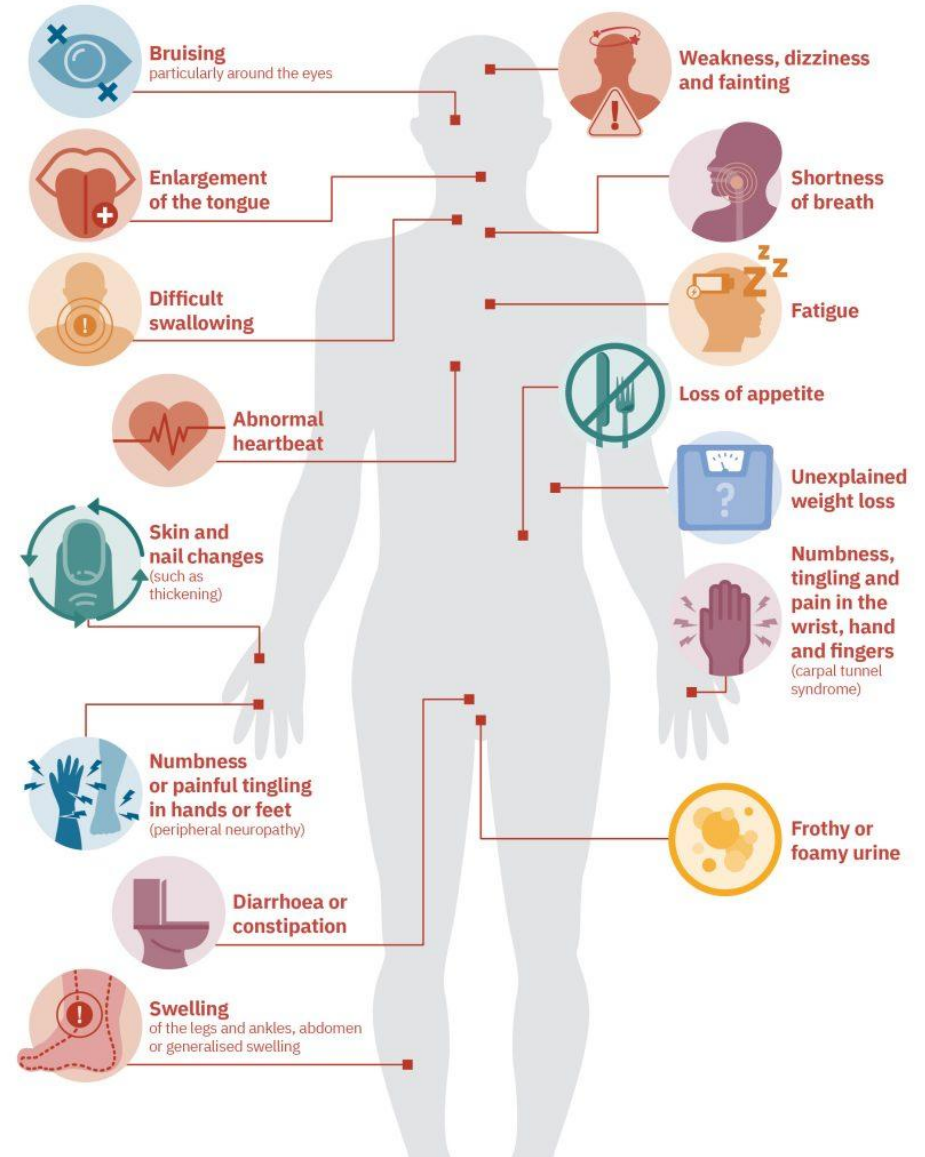 Bruising
particularly around the eyes
Weakness, dizziness
and fainting
Enlargement
of the tongue
Shortness
of breath
Difficult
swallowing
Fatigue
Abnormal
heartbeat
Loss of appetite
Unexplained
weight loss
Skin and
nail changes
(such as
thickening)
Numbness,
tingling and
pain in the
wrist, hand
and fingers
(carpal tunnel
syndrome)
Numbness
or painful tingling
in hands or feet
(peripheral neuropathy)
Frothy or
foamy urine
Diarrhoea or
constipation
Swelling
of the legs and ankles, abdomen
or generalised swelling